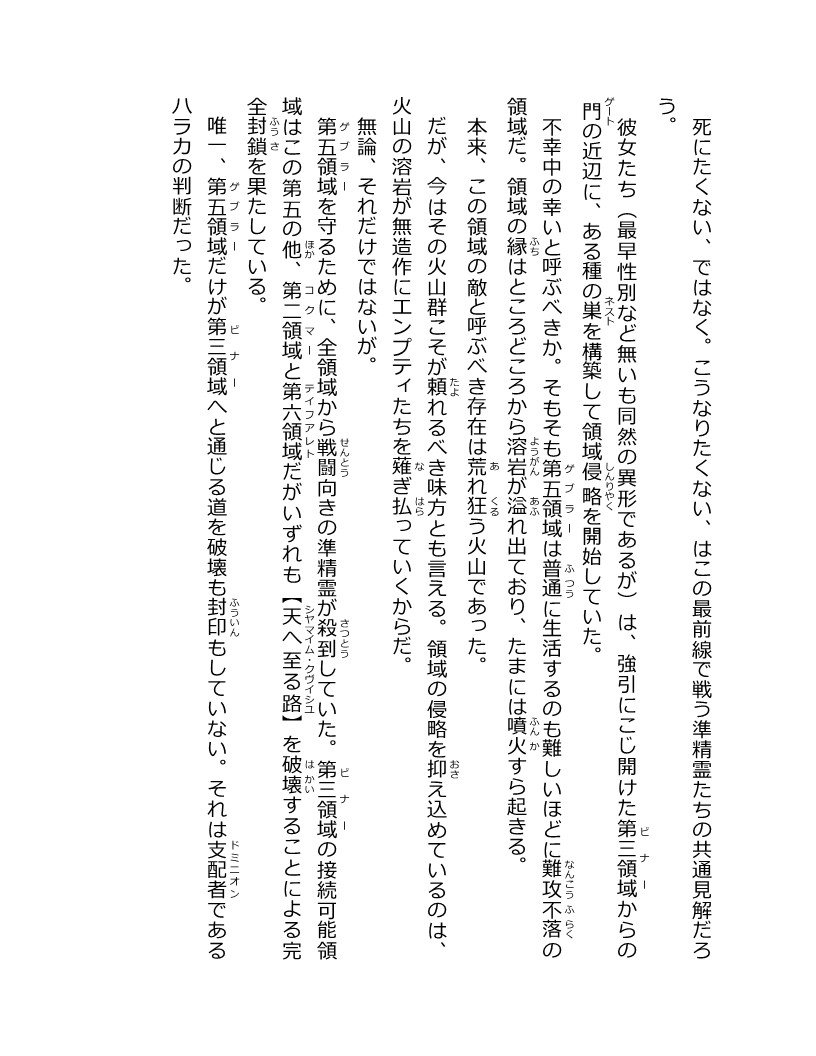 死にたくない、ではなく。こうなりたくない、はこの最前線で戦う準精霊たちの共通見解だろ
う。
彼女たち（最早性別など無いも同然の異形であるが）は、強引にこじ開けた第三領域からの
門の近辺に、ある種の巣を構築して領域侵略を開始していた。
不幸中の幸いと呼ぶべきか。そもそも第五領域は普通に生活するのも難しいほどに難攻不落の
領域だ。領域の縁はところどころから溶岩が溢れ出ており、たまには噴火すら起きる。
本来、この領域の敵と呼ぶべき存在は荒れ狂う火山であった。
だが、今はその火山群こそが頼れるべき味方とも言える。領域の侵略を抑え込めているのは、
火山の溶岩が無造作にエンプティたちを薙ぎ払っていくからだ。
無論、それだけではないが。
第五領域を守るために、全領域から戦闘向きの準精霊が殺到していた。第三領域の接続可能領
域はこの第五の他、第二領域と第六領域だがいずれも【天へ至る路】を破壊することによる完
全封鎖を果たしている。
唯一、第五領域だけが第三領域へと通じる道を破壊も封印もしていない。それは支配者である
ハラカの判断だった。